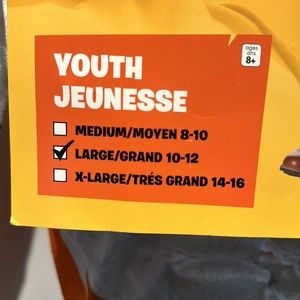 YOUTH
JEUNESSE
ages
ans
8+
MEDIUM/MOYEN 8-10
LARGE/GRAND 10-12
X-LARGE/TRÉS GRAND 14-16